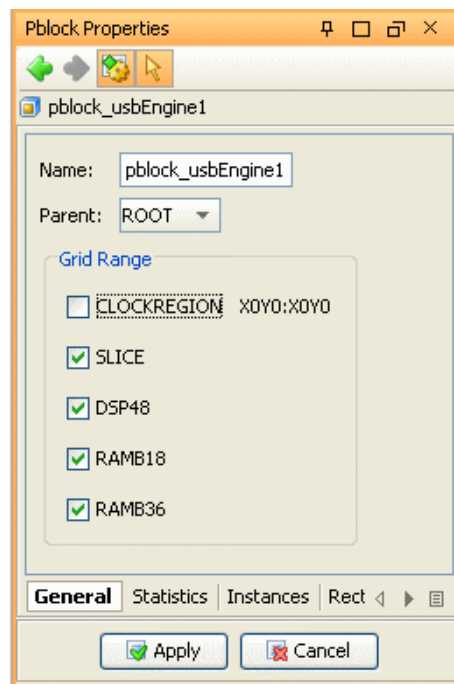 Pblock Properties
pblock_usbEngine1
Name: pblock_usbEngine1
Parent: ROOT
Grid Range
CLOCKREGION X0Y0:X0Y0
SLICE
DSP48
RAMB18
RAMB36
General Statistics Instances Rect
Apply Cancel